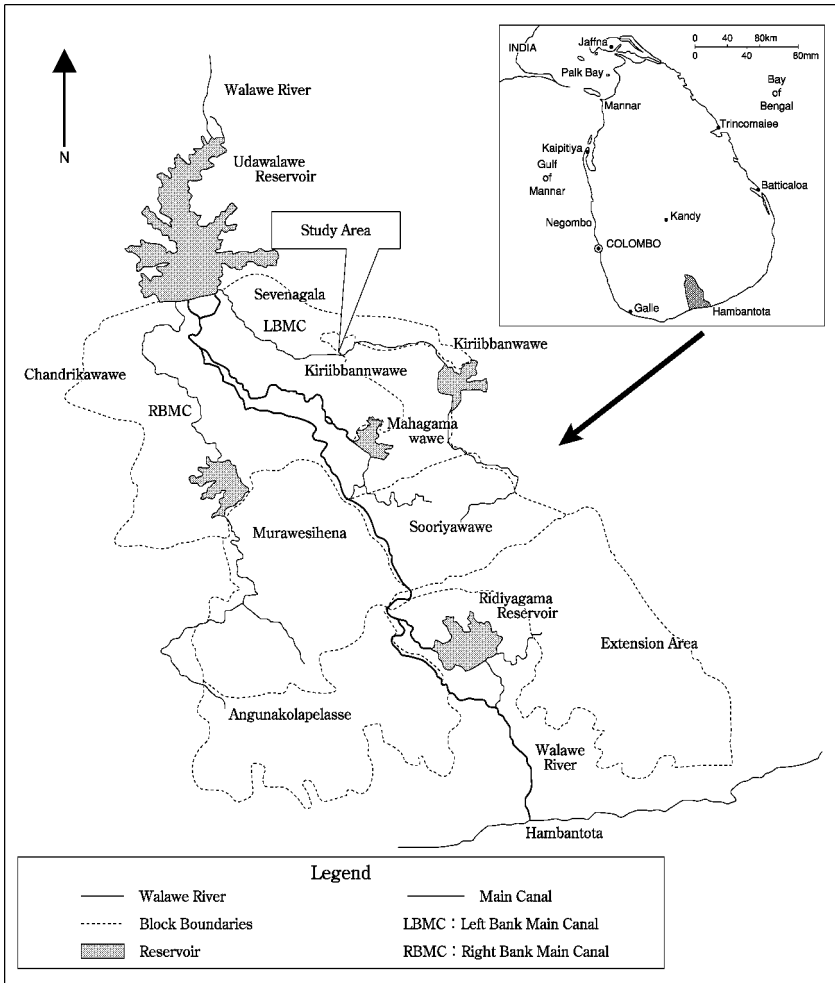 N
Walawe River
Udawalawe
Reservoir
Study Area
Sevenagala
LBMC
Kiriibbanwawe
Kiriibbannwawe
Chandrikawawe
RBMC
Mahagama
wawe
Sooriyawawe
Murawesihena
Ridiyagama
Reservoir
Extension Area
Angunakolapelasse
Walawe
River
Hambantota
INDIA
Jaffna
0 40 80km
0 40 80mm
Palk Bay
Bay
of
Bengal
Mannar
Trincomaiee
Kaipitiya
Gulf
of
Mannar
Batticaloa
Negombo
Kandy
COLOMBO
Galle
Hambantota
Legend
Walawe River
Main Canal
Block Boundaries
LBMC : Left Bank Main Canal
Reservoir
RBMC : Right Bank Main Canal